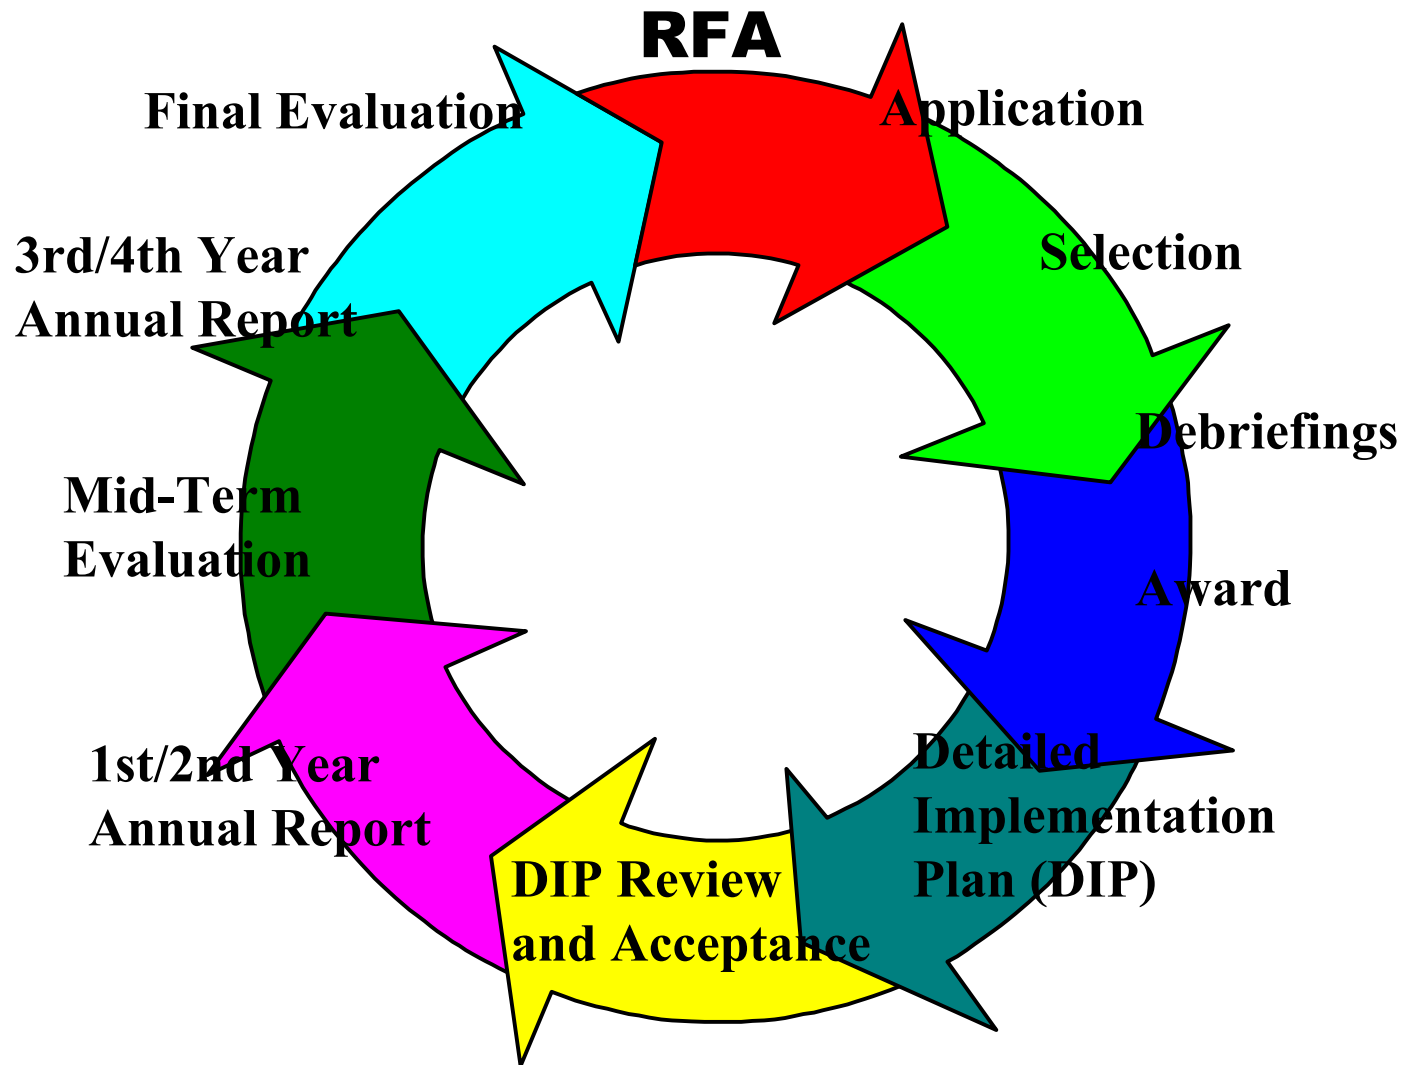 RFA
Application
Selection
Debriefings
Award
Detailed
Implementation
Plan (DIP)
DIP Review
and Acceptance
1st/2nd Year
Annual Report
Mid-Term
Evaluation
3rd/4th Year
Annual Report
Final Evaluation